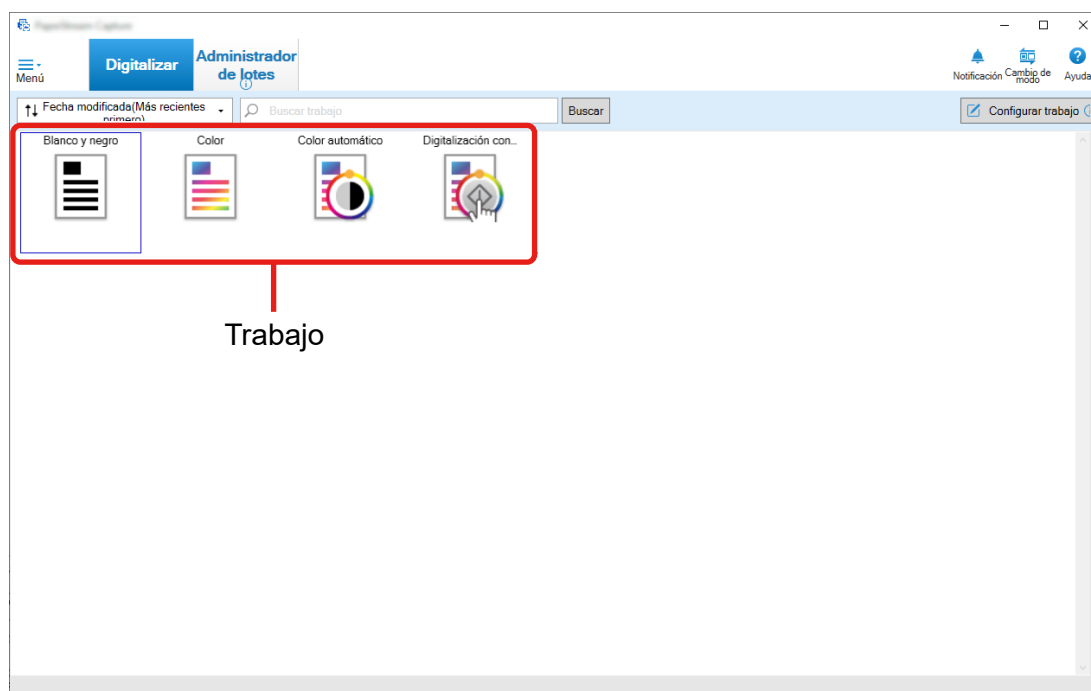 Menú
Digitalizar
Administrador
de lotes
Notificación
Cambio de
modo
Ayuda
Fecha modificada(Más recientes
primero)
Buscar trabajo
Buscar
Configurar trabajo
Blanco y negro
Color
Color automático
Digitalización con...
Trabajo